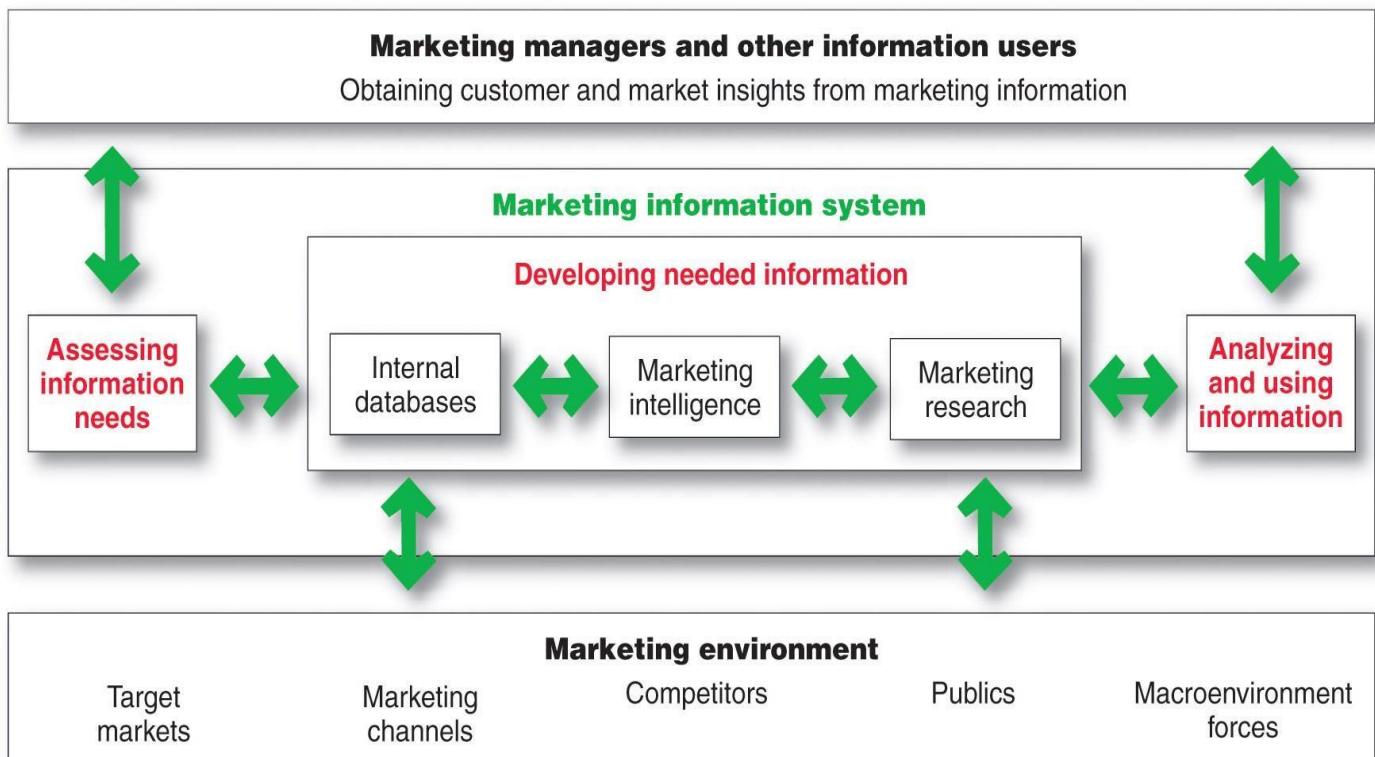 Marketing managers and other information users
Obtaining customer and market insights from marketing information
Marketing information system
Developing needed information
Assessing
information
needs
Internal
databases
Marketing
intelligence
Marketing
research
Analyzing
and using
information
Marketing environment
Target
markets
Marketing
channels
Competitors
Publics
Macroenvironment
forces